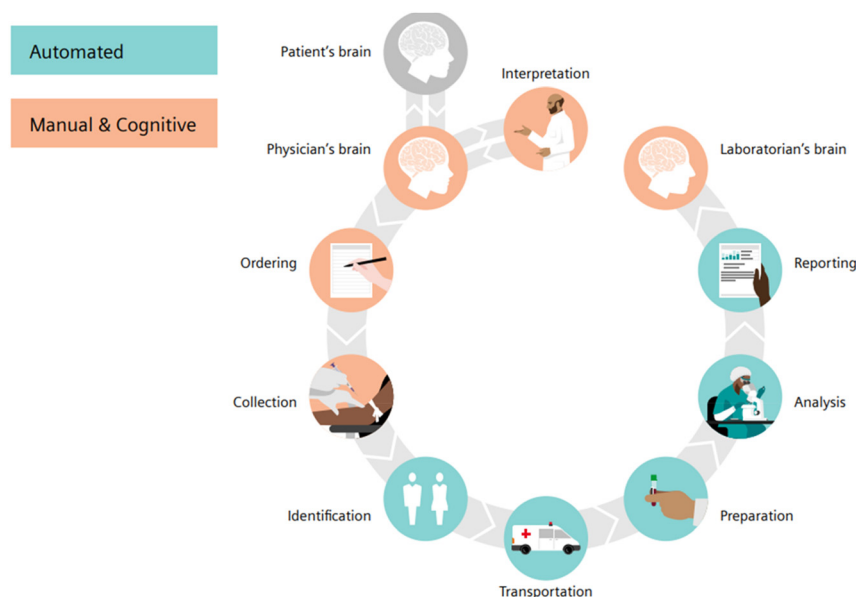 Automated
Manual & Cognitive
Patient's brain
Interpretation
Physician's brain
Laboratorian's brain
Ordering
Reporting
Collection
Analysis
Identification
Preparation
Transportation